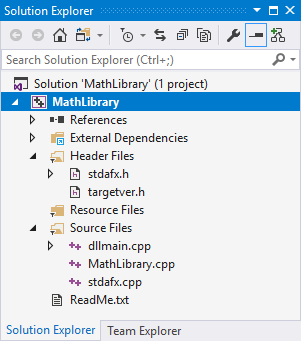 Solution Explorer
Search Solution Explorer (Ctrl+;)
Solution 'MathLibrary' (1 project)
MathLibrary
References
External Dependencies
Header Files
stdafx.h
targetver.h
Resource Files
Source Files
dllmain.cpp
MathLibrary.cpp
stdafx.cpp
ReadMe.txt
Solution Explorer Team Explorer